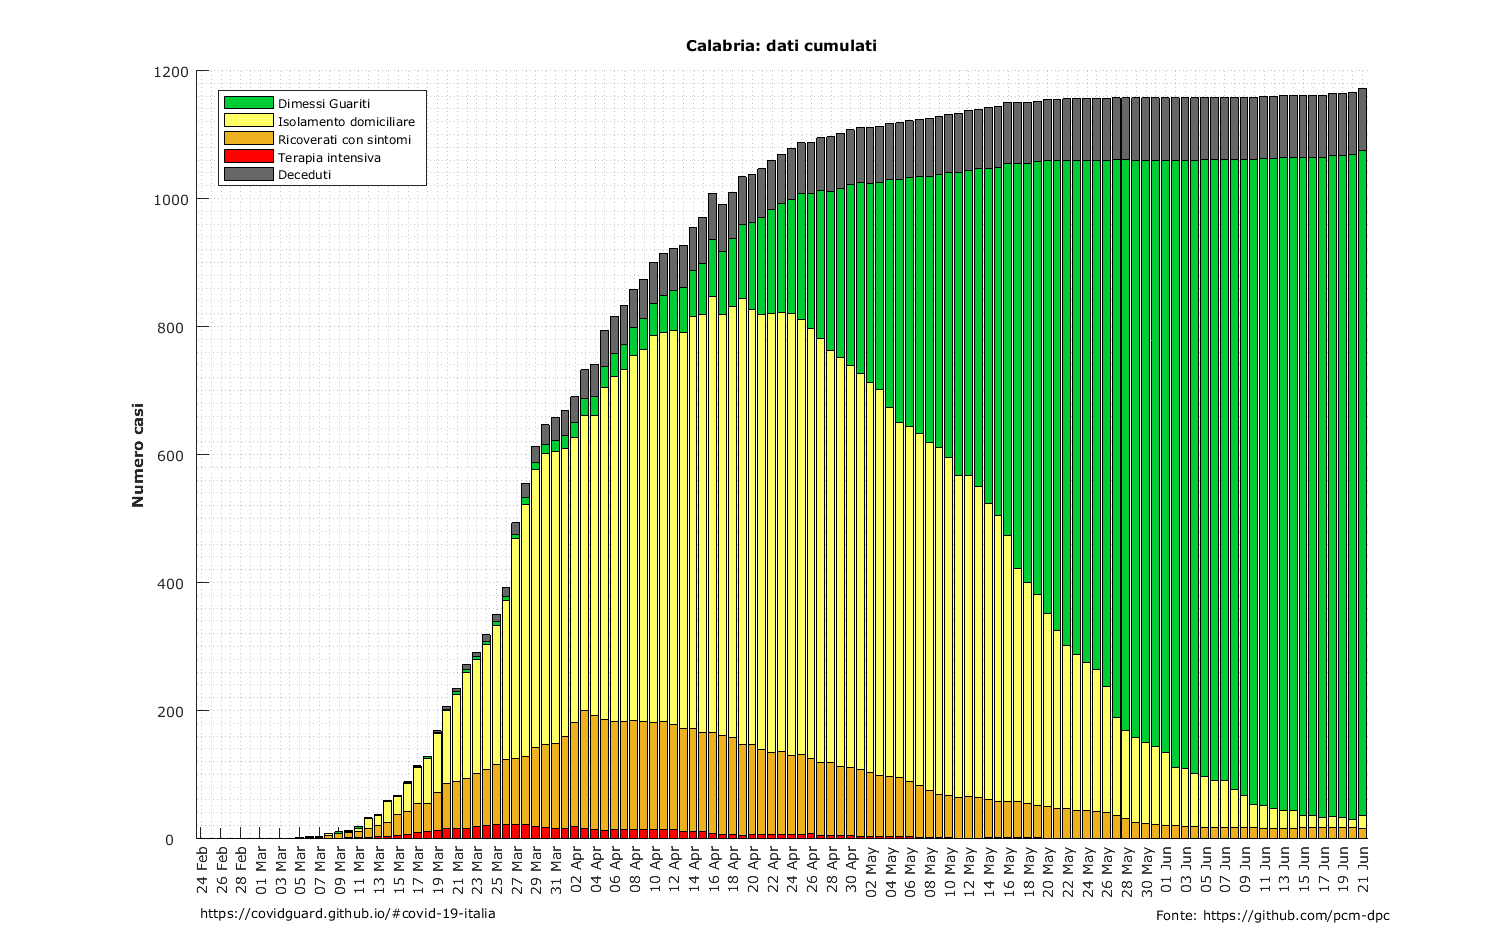 Calabria: dati cumulati
1200
1000
800
600
400
200
0
Numero casi
Dimessi Guariti
Isolamento domiciliare
Ricoverati con sintomi
Terapia intensiva
Deceduti
24 Feb
26 Feb
28 Feb
01 Mar
03 Mar
05 Mar
07 Mar
09 Mar
11 Mar
13 Mar
15 Mar
17 Mar
19 Mar
21 Mar
23 Mar
25 Mar
27 Mar
29 Mar
31 Mar
02 Apr
04 Apr
06 Apr
08 Apr
10 Apr
12 Apr
14 Apr
16 Apr
18 Apr
20 Apr
22 Apr
24 Apr
26 Apr
28 Apr
30 Apr
02 May
04 May
06 May
08 May
10 May
12 May
14 May
16 May
18 May
20 May
22 May
24 May
26 May
28 May
30 May
01 Jun
03 Jun
05 Jun
07 Jun
09 Jun
11 Jun
13 Jun
15 Jun
17 Jun
19 Jun
21 Jun
https://covidguard.github.io/#covid-19-italia
Fonte: https://github.com/pcm-dpc